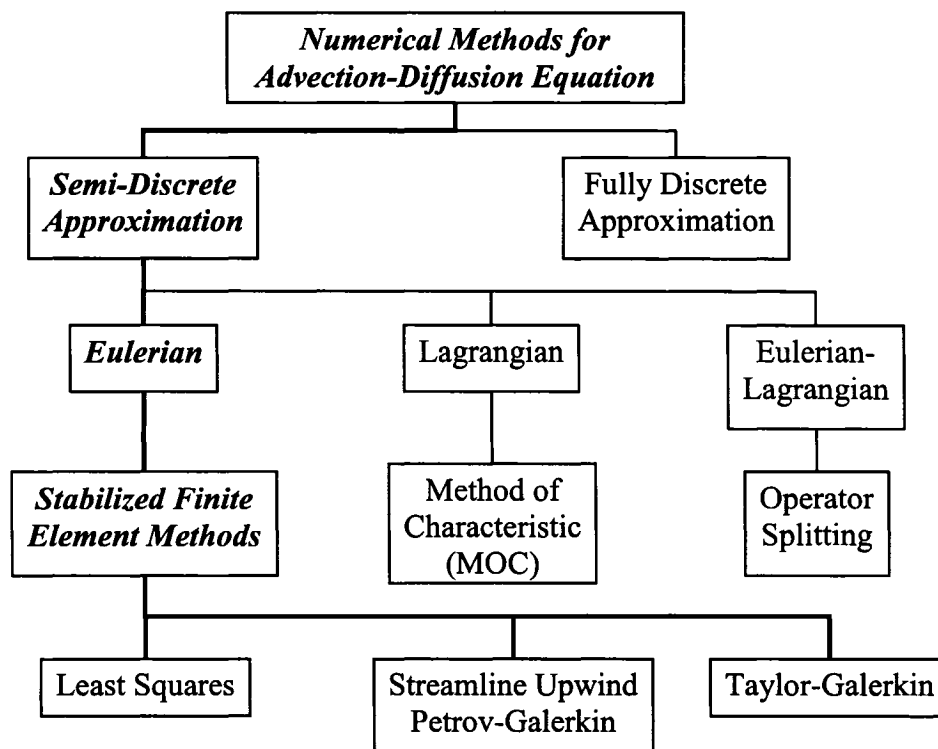 Numerical Methods for
Advection-Diffusion Equation
Semi-Discrete
Approximation
Fully Discrete
Approximation
Eulerian
Lagrangian
Eulerian-
Lagrangian
Stabilized Finite
Element Methods
Method of
Characteristic
(MOC)
Operator
Splitting
Least Squares
Streamline Upwind
Petrov-Galerkin
Taylor-Galerkin